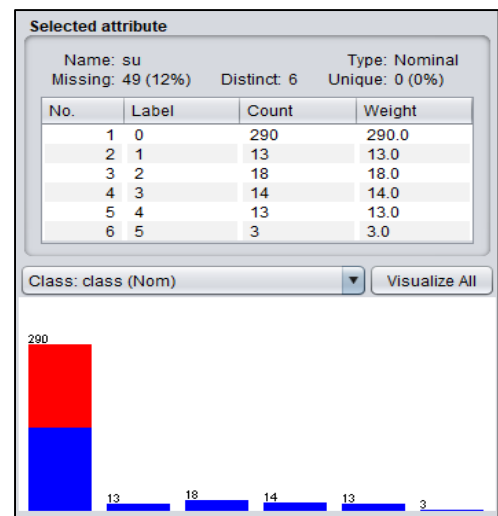 Selected attribute
Name: su Type: Nominal
Missing: 49 (12%) Distinct: 6 Unique: 0 (0%)
No. Label Count Weight
1 0 290 290.0
2 1 13 13.0
3 2 18 18.0
4 3 14 14.0
5 4 13 13.0
6 5 3 3.0
Class: class (Nom) Visualize All
290
13 18 14 13 3